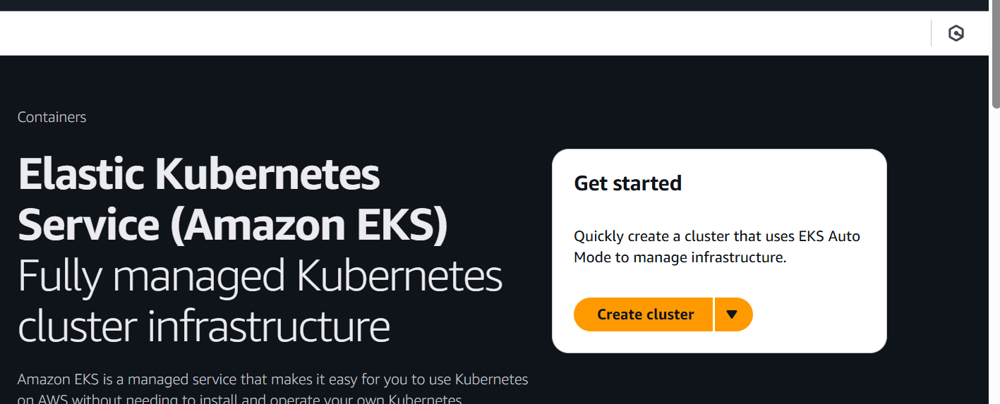 Containers
Elastic Kubernetes
Service (Amazon EKS)
Fully managed Kubernetes
cluster infrastructure
Amazon EKS is a managed service that makes it easy for you to use Kubernetes
on AWS without needing to install and operate your own Kubernetes
Get started
Quickly create a cluster that uses EKS Auto
Mode to manage infrastructure.
Create cluster